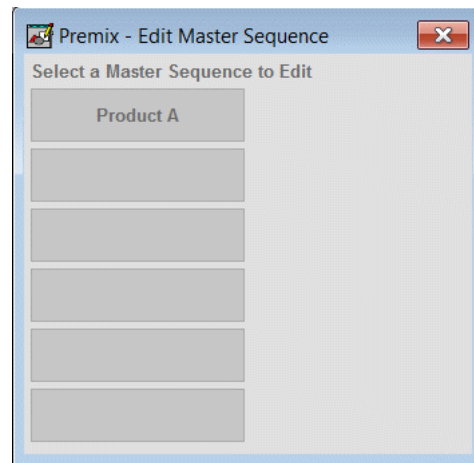 Premix - Edit Master Sequence
Select a Master Sequence to Edit
Product A